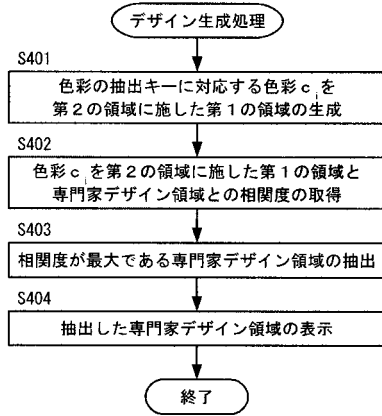 デザイン生成処理
S401
色彩の抽出キーに対応する色彩ciを
第2の領域に施した第1の領域の生成
S402
色彩ciを第2の領域に施した第1の領域と
専門家デザイン領域との相関度の取得
S403
相関度が最大である専門家デザイン領域の抽出
S404
抽出した専門家デザイン領域の表示
終了